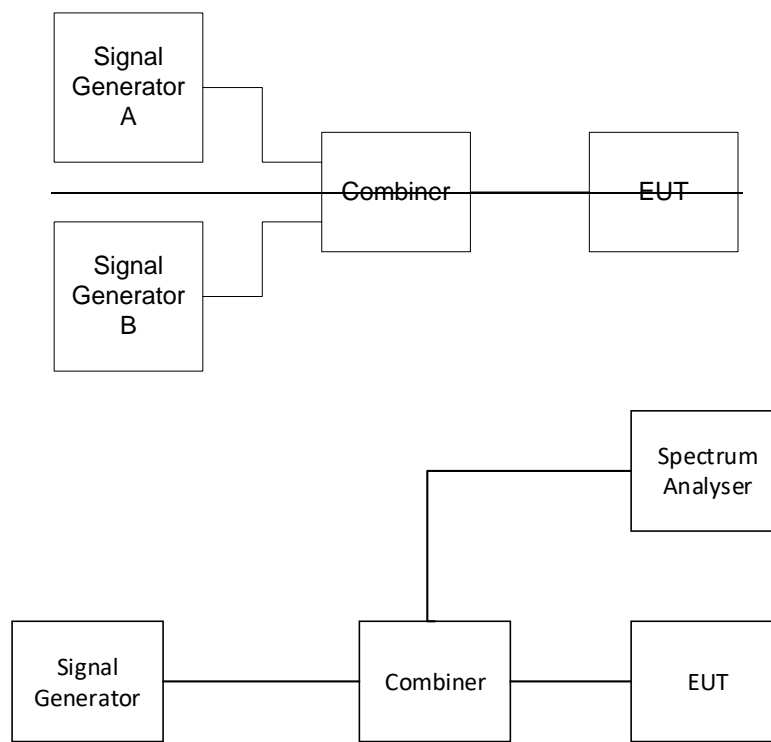 Signal
Generator
A
Combiner
EUT
Signal
Generator
B
Spectrum
Analyser
Signal
Generator
Combiner
EUT